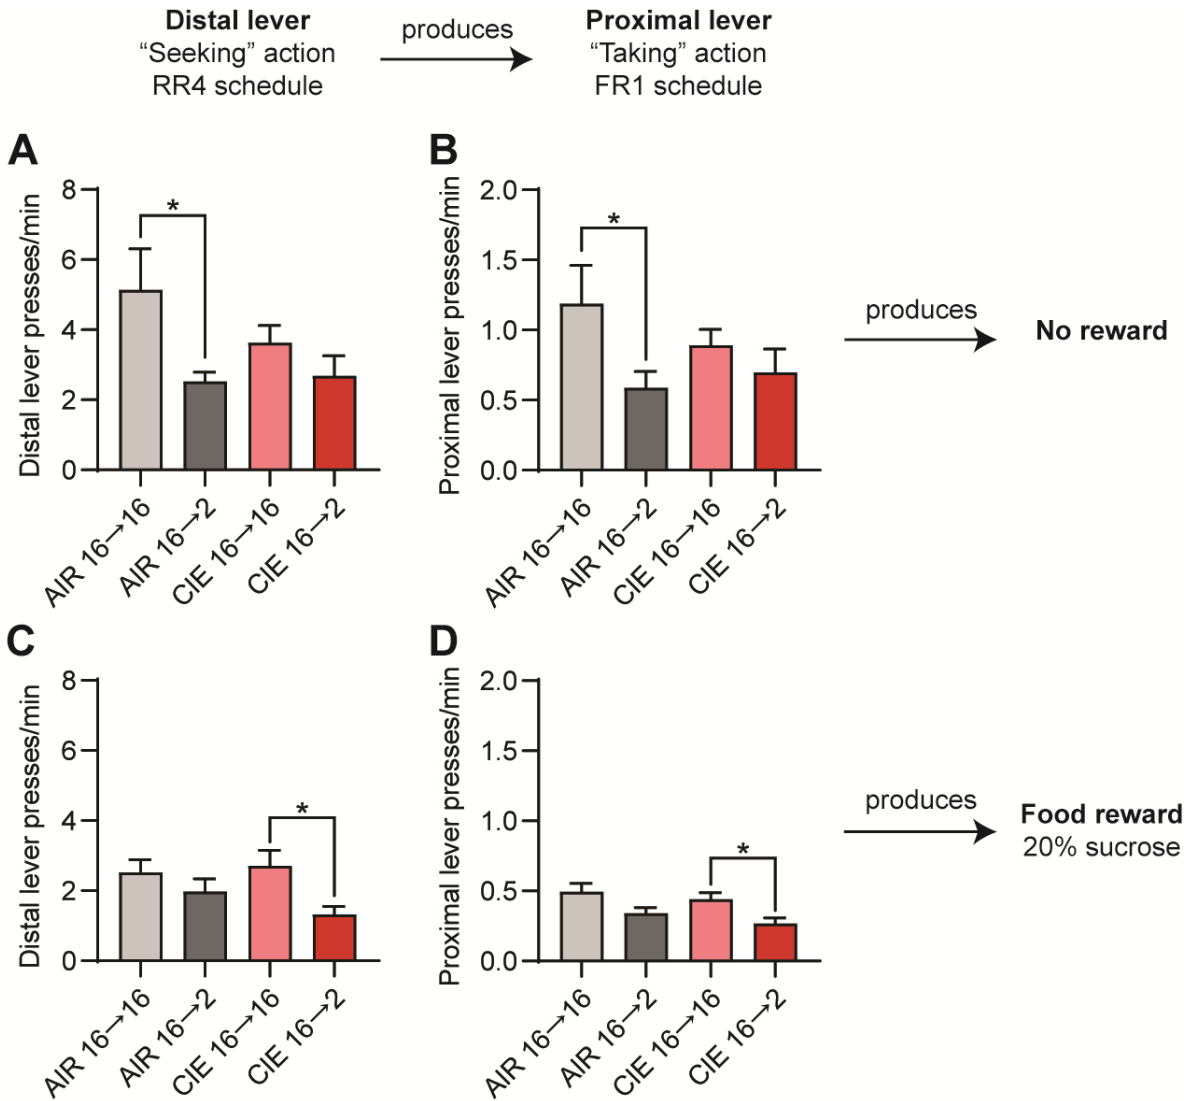 Distal lever
“Seeking” action
RR4 schedule
produces
Proximal lever
“Taking” action
FR1 schedule
A
Distal lever presses/min
8
6
4
2
0
*
AIR 16→16
AIR 16→2
CIE 16→16
CIE 16→2
B
Proximal lever presses/min
2.0
1.5
1.0
0.5
0.0
*
AIR 16→16
AIR 16→2
CIE 16→16
CIE 16→2
produces
No reward
C
Distal lever presses/min
8
6
4
2
0
*
AIR 16→16
AIR 16→2
CIE 16→16
CIE 16→2
D
Proximal lever presses/min
2.0
1.5
1.0
0.5
0.0
*
AIR 16→16
AIR 16→2
CIE 16→16
CIE 16→2
produces
Food reward
20% sucrose